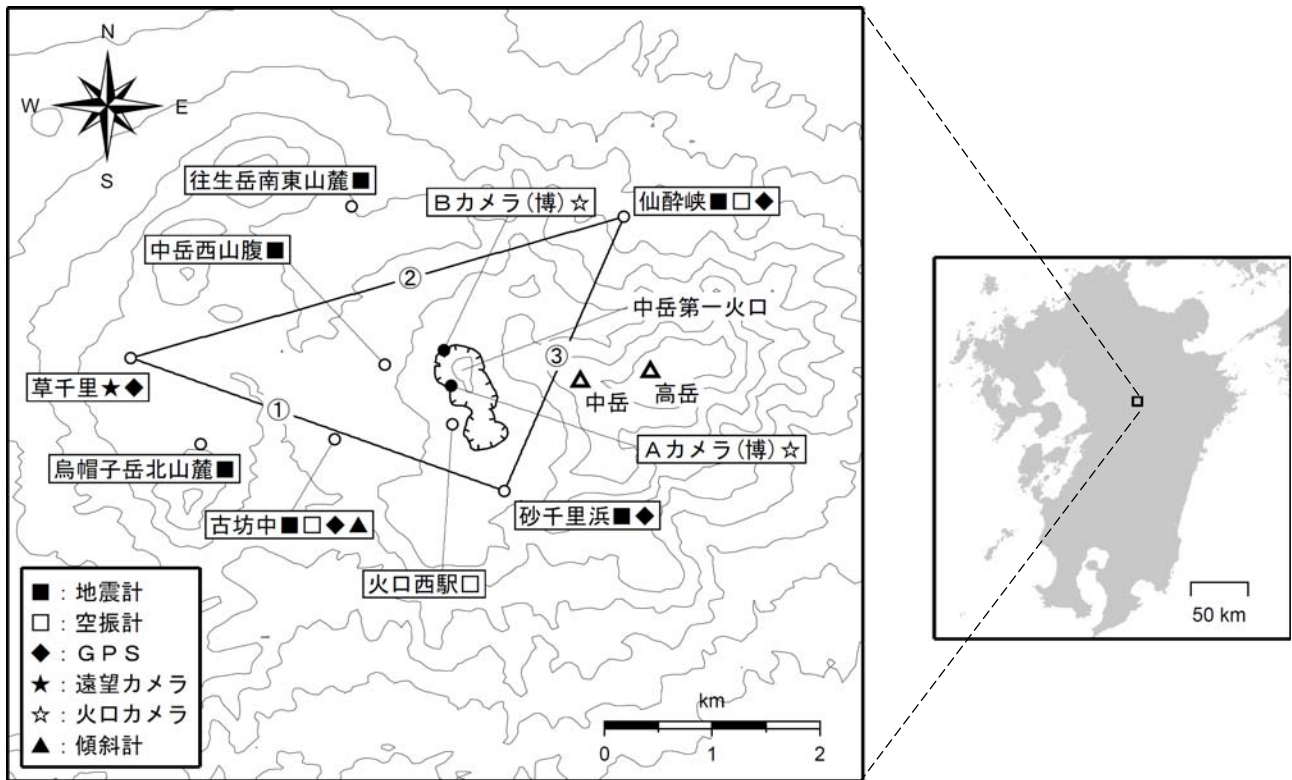 N
W
E
S
往生岳南東山麓■
Bカメラ(博)☆
仙酔峡■□◆
中岳西山腹■
②
中岳第一火口
③
草千里★◆
中岳
高岳
①
Aカメラ(博)☆
烏帽子岳北山麓■
古坊中■□◆▲
砂千里浜■◆
火口西駅□
■：地震計
□：空振計
◆：GPS
★：遠望カメラ
☆：火口カメラ
▲：傾斜計
km
0 1 2
50 km